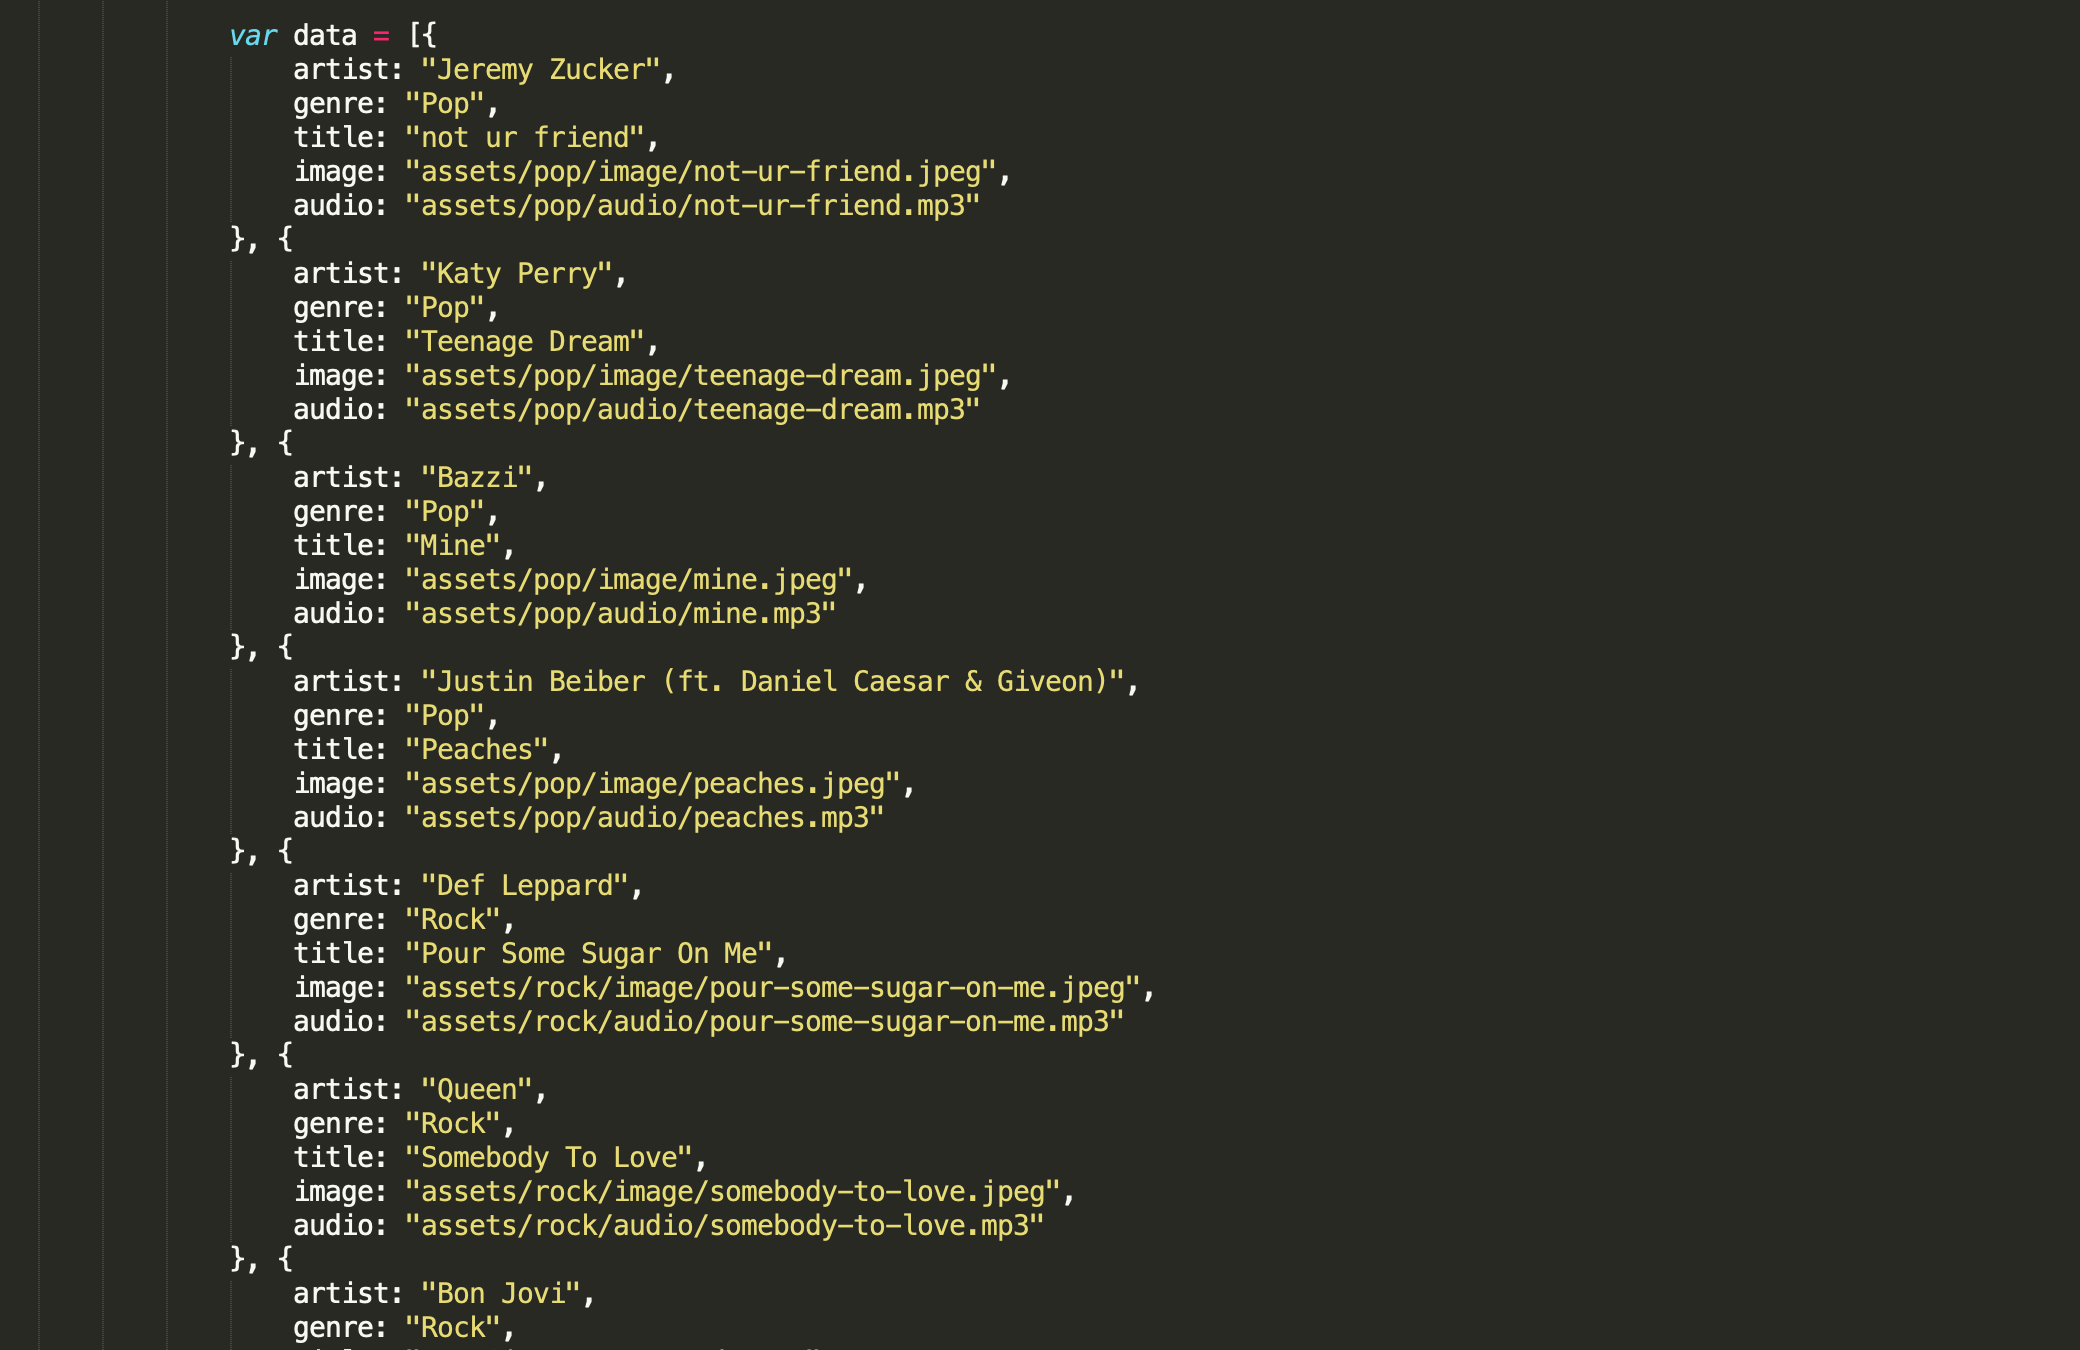 var data = [{
artist: "Jeremy Zucker",
genre: "Pop",
title: "not ur friend",
image: "assets/pop/image/not-ur-friend.jpeg",
audio: "assets/pop/audio/not-ur-friend.mp3"
}, {
artist: "Katy Perry",
genre: "Pop",
title: "Teenage Dream",
image: "assets/pop/image/teenage-dream.jpeg",
audio: "assets/pop/audio/teenage-dream.mp3"
}, {
artist: "Bazzi",
genre: "Pop",
title: "Mine",
image: "assets/pop/image/mine.jpeg",
audio: "assets/pop/audio/mine.mp3"
}, {
artist: "Justin Beiber (ft. Daniel Caesar & Giveon)",
genre: "Pop",
title: "Peaches",
image: "assets/pop/image/peaches.jpeg",
audio: "assets/pop/audio/peaches.mp3"
}, {
artist: "Def Leppard",
genre: "Rock",
title: "Pour Some Sugar On Me",
image: "assets/rock/image/pour-some-sugar-on-me.jpeg",
audio: "assets/rock/audio/pour-some-sugar-on-me.mp3"
}, {
artist: "Queen",
genre: "Rock",
title: "Somebody To Love",
image: "assets/rock/image/somebody-to-love.jpeg",
audio: "assets/rock/audio/somebody-to-love.mp3"
}, {
artist: "Bon Jovi",
genre: "Rock",